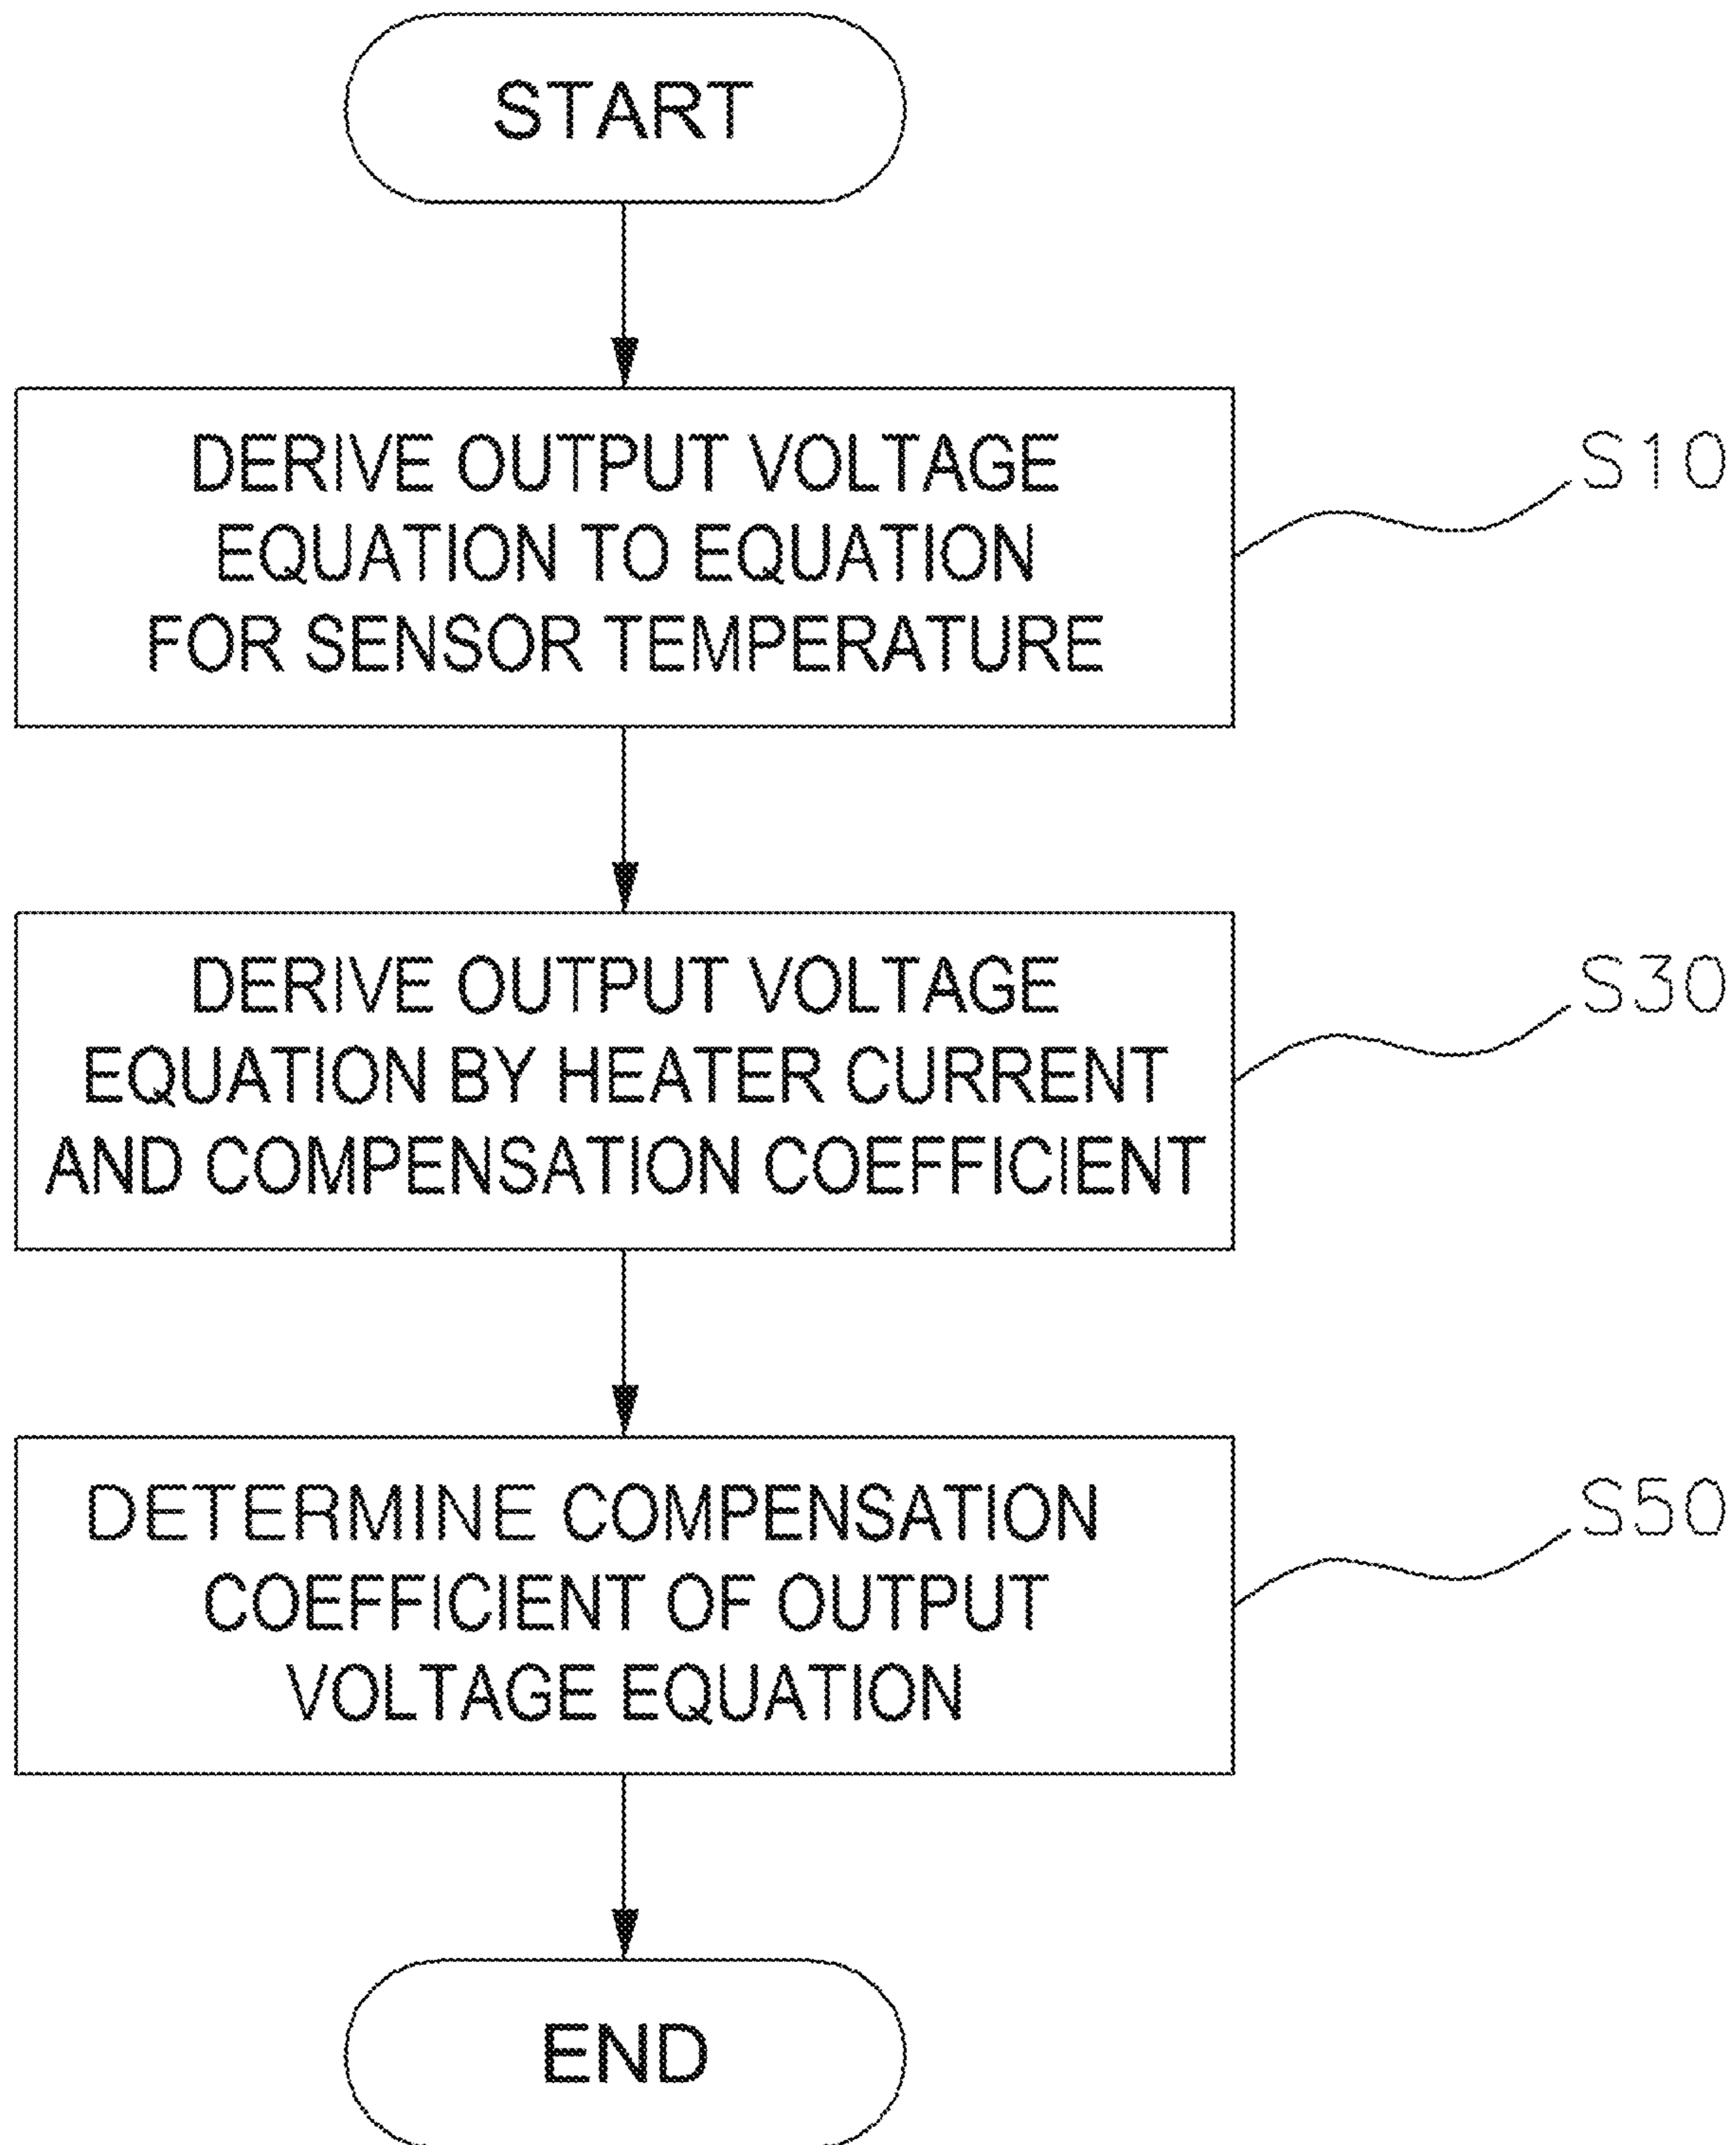 START
DERIVE OUTPUT VOLTAGE
EQUATION TO EQUATION
FOR SENSOR TEMPERATURE
S10
DERIVE OUTPUT VOLTAGE
EQUATION BY HEATER CURRENT
AND COMPENSATION COEFFICIENT
S30
DETERMINE COMPENSATION
COEFFICIENT OF OUTPUT
VOLTAGE EQUATION
S50
END